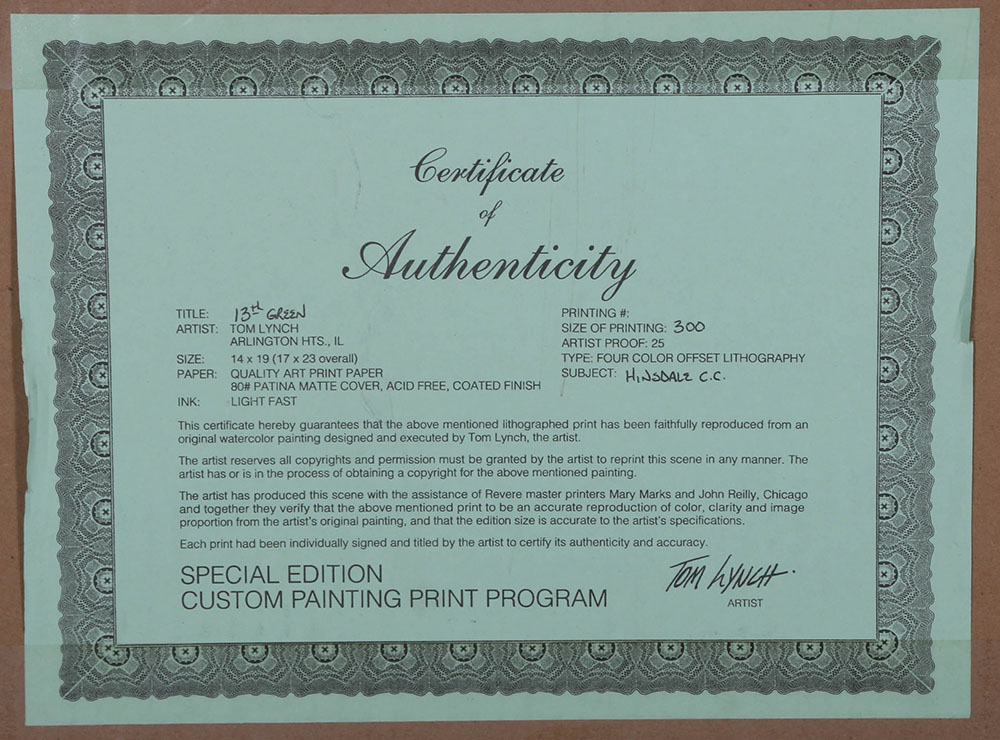 Certificate
of
Authenticity
TITLE: 13th GREEN
ARTIST: TOM LYNCH
ARLINGTON HTS., IL
SIZE: 14 x 19 (17 x 23 overall)
PAPER: QUALITY ART PRINT PAPER
80# PATINA MATTE COVER, ACID FREE, COATED FINISH
INK: LIGHT FAST
PRINTING #:
SIZE OF PRINTING: 300
ARTIST PROOF: 25
TYPE: FOUR COLOR OFFSET LITHOGRAPHY
SUBJECT: HINSDALE C.C.
This certificate hereby guarantees that the above mentioned lithographed print has been faithfully reproduced from an
original watercolor painting designed and executed by Tom Lynch, the artist.
The artist reserves all copyrights and permission must be granted by the artist to reprint this scene in any manner. The
artist has or is in the process of obtaining a copyright for the above mentioned painting.
The artist has produced this scene with the assistance of Revere master printers Mary Marks and John Reilly, Chicago
and together they verify that the above mentioned print to be an accurate reproduction of color, clarity and image
proportion from the artist's original painting, and that the edition size is accurate to the artist's specifications.
Each print had been individually signed and titled by the artist to certify its authenticity and accuracy.
SPECIAL EDITION
CUSTOM PAINTING PRINT PROGRAM
TOM LYNCH.
ARTIST